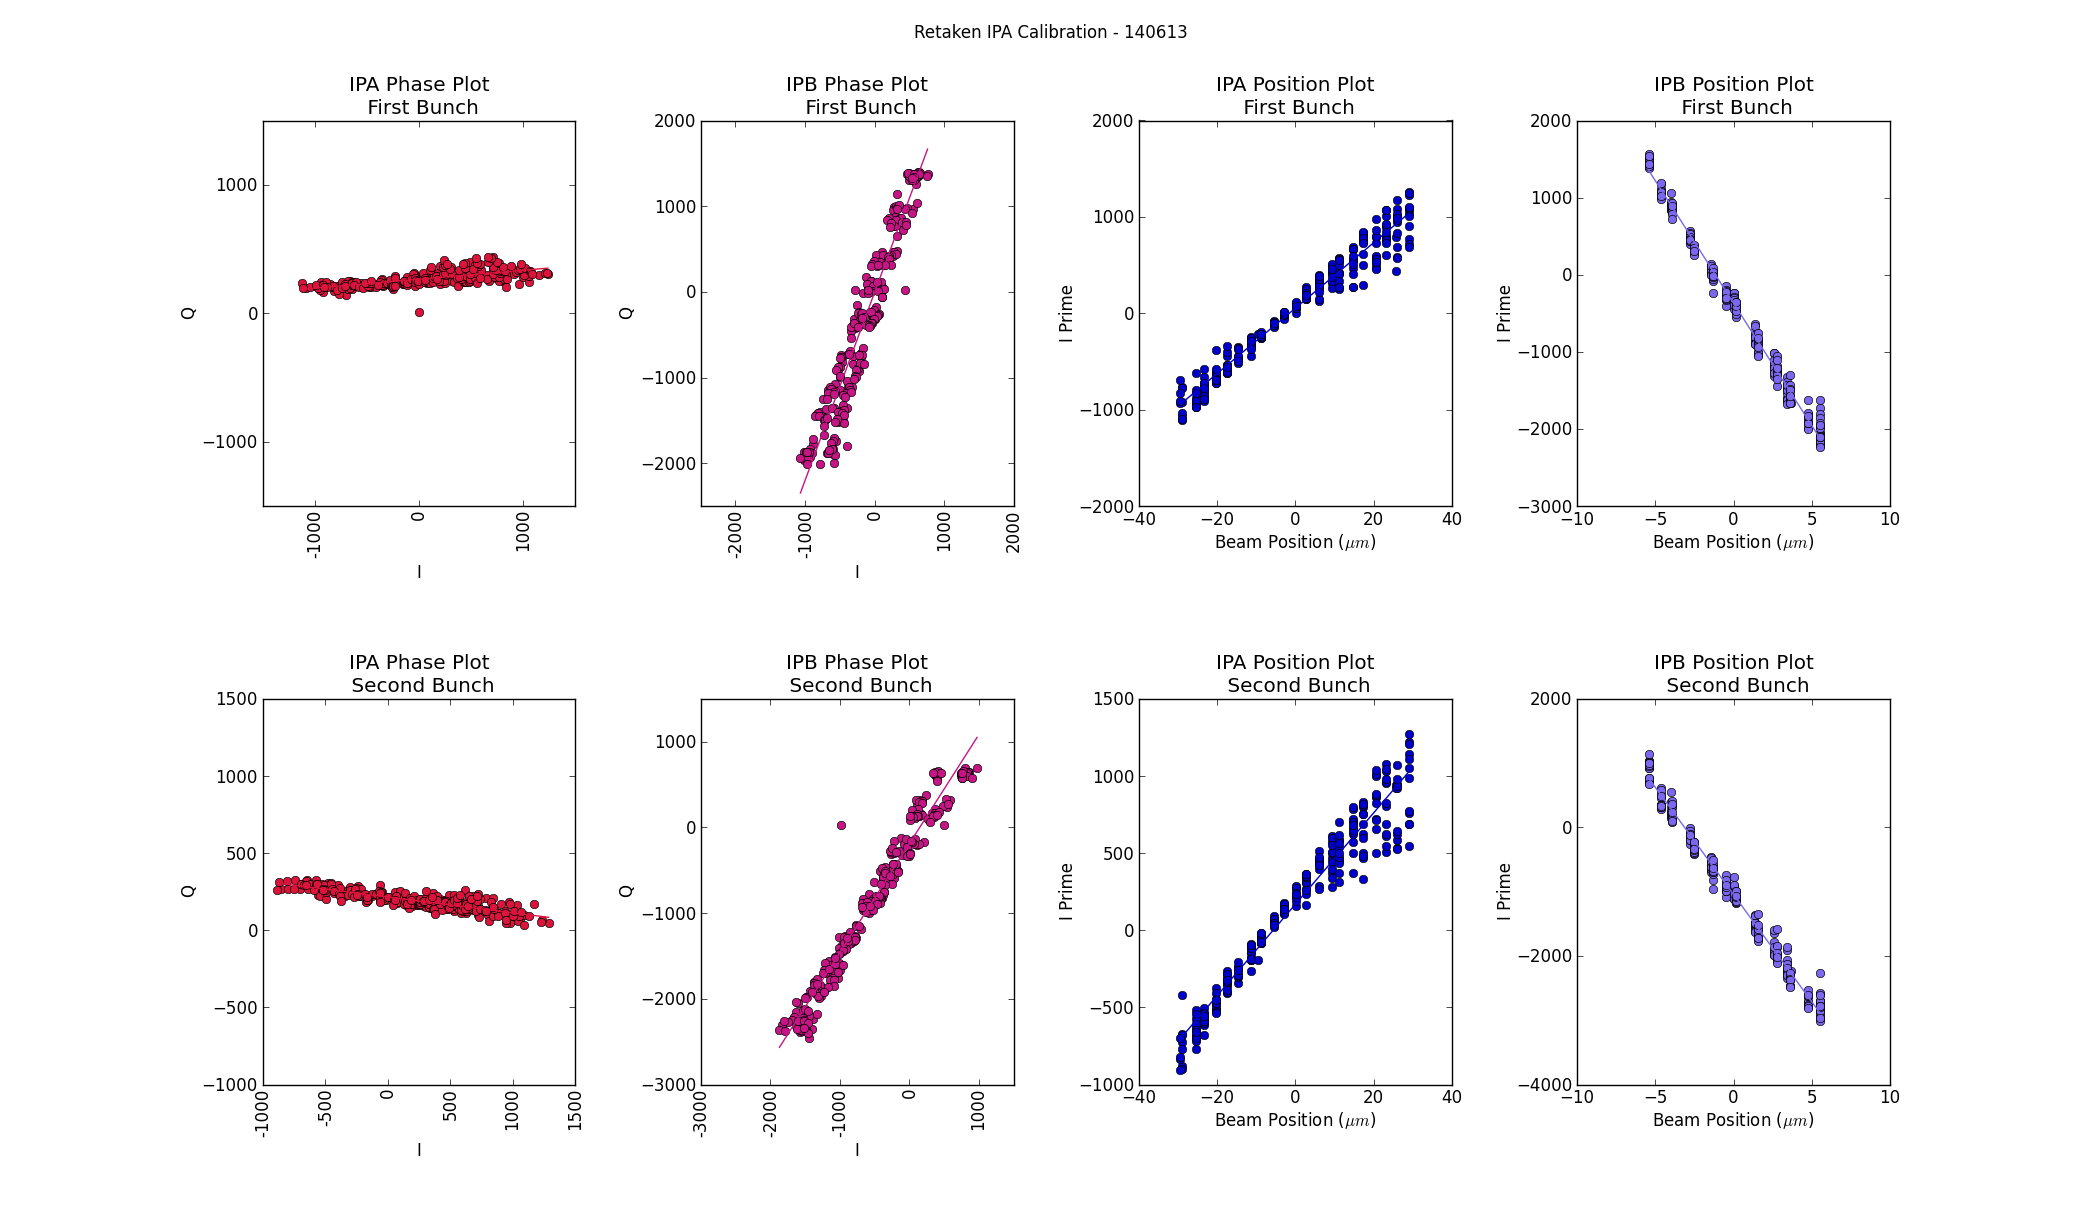 Retaken IPA Calibration - 140613
IPA Phase Plot
First Bunch
1000
0
−1000
Q
-1000
0
1000
I
IPB Phase Plot
First Bunch
2000
1000
0
−1000
−2000
Q
-2000
-1000
0
1000
2000
I
IPA Position Plot
First Bunch
2000
1000
0
−1000
−2000
I Prime
−40
−20
0
20
40
Beam Position (μm)
IPB Position Plot
First Bunch
2000
1000
0
−1000
−2000
−3000
I Prime
−10
−5
0
5
10
Beam Position (μm)
IPA Phase Plot
Second Bunch
1500
1000
500
0
−500
−1000
Q
-1000
-500
0
500
1000
1500
I
IPB Phase Plot
Second Bunch
1000
0
−1000
−2000
−3000
Q
-3000
-2000
-1000
0
1000
I
IPA Position Plot
Second Bunch
1500
1000
500
0
−500
−1000
I Prime
−40
−20
0
20
40
Beam Position (μm)
IPB Position Plot
Second Bunch
2000
0
−2000
−4000
I Prime
−10
−5
0
5
10
Beam Position (μm)